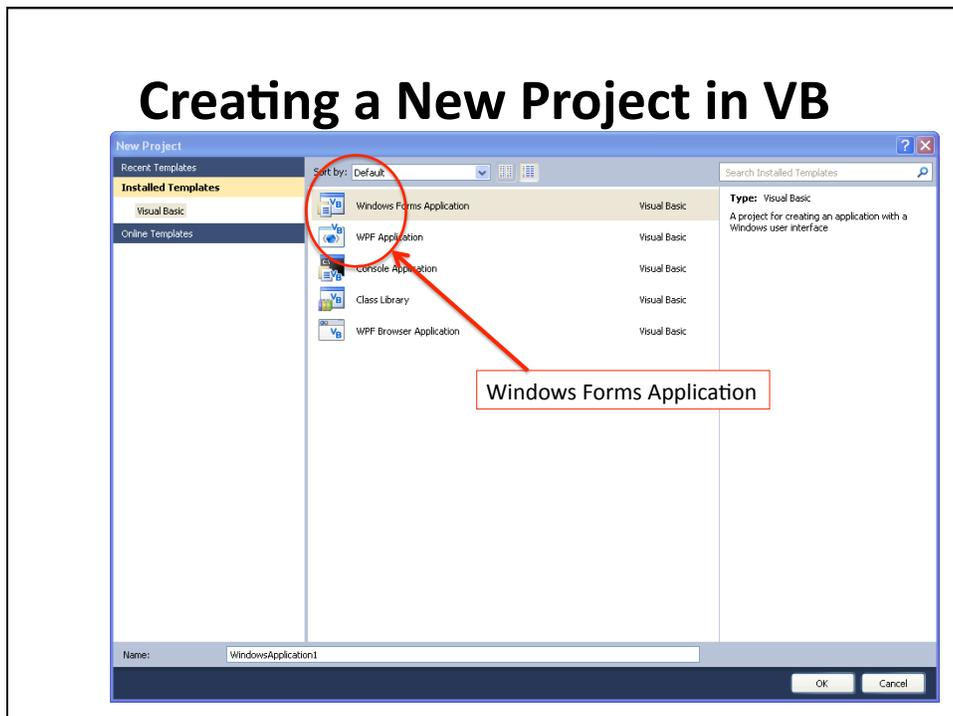 Creating a New Project in VB
New Project
Recent Templates
Installed Templates
Visual Basic
Online Templates
Sort by: Default
Search Installed Templates
Windows Forms Application Visual Basic
WPF Application Visual Basic
Console Application Visual Basic
Class Library Visual Basic
WPF Browser Application Visual Basic
Type: Visual Basic
A project for creating an application with a
Windows user interface
Windows Forms Application
Name: WindowsApplication1
OK Cancel